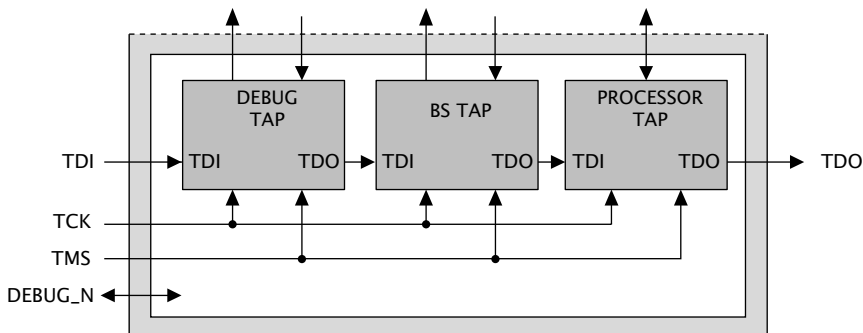 DEBUG
TAP
BS TAP
PROCESSOR
TAP
TDI
TDI
TDO
TDI
TDO
TDI
TDO
TDO
TCK
TMS
DEBUG_N